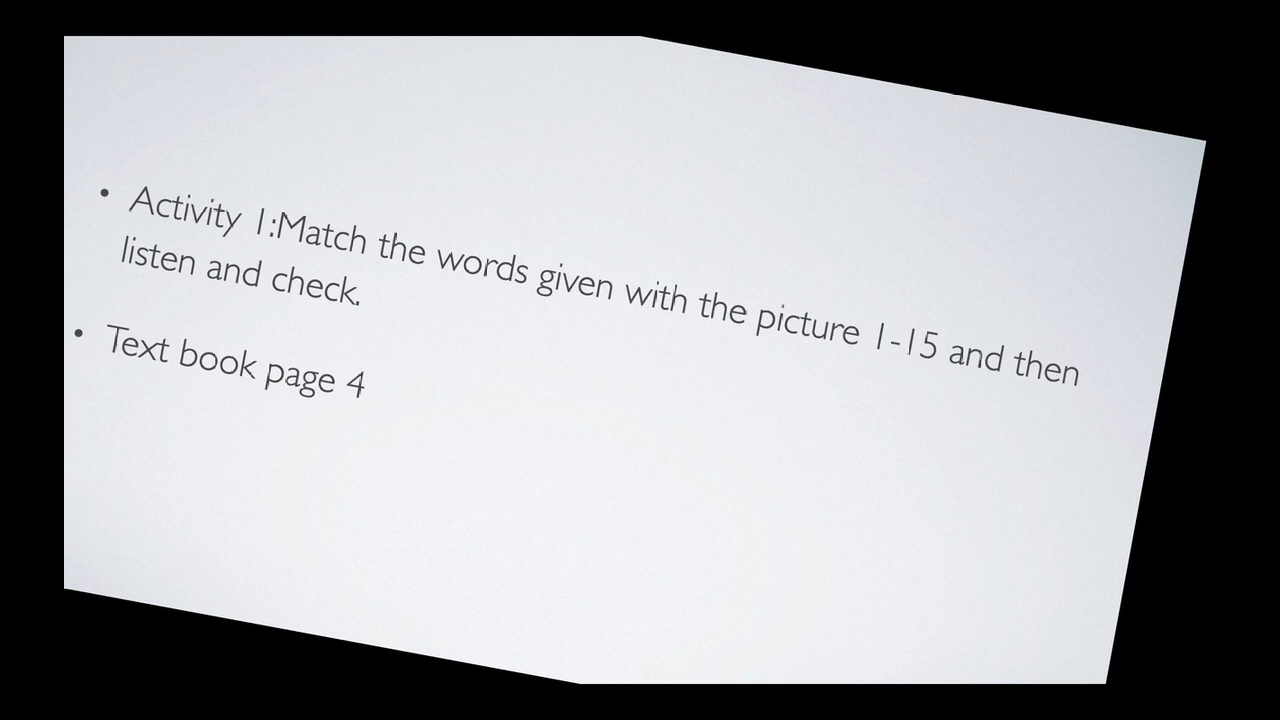 • Activity 1:Match the words given with the picture 1-15 and then
listen and check.
• Text book page 4